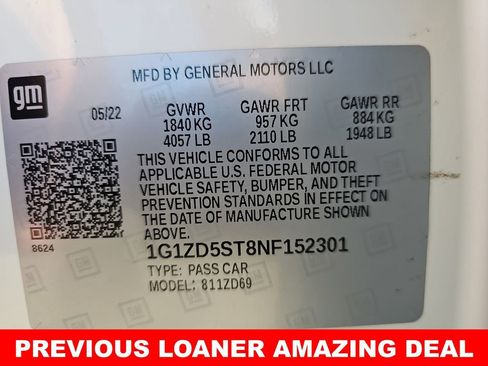 MFD BY GENERAL MOTORS LLC
gm
05/22 GVWR GAWR FRT GAWR RR
1840 KG 957 KG 884 KG
4057 LB 2110 LB 1948 LB
THIS VEHICLE CONFORMS TO ALL
APPLICABLE U.S. FEDERAL MOTOR
VEHICLE SAFETY, BUMPER, AND THEFT
PREVENTION STANDARDS IN EFFECT ON
THE DATE OF MANUFACTURE SHOWN
ABOVE.
8624
1G1ZD5ST8NF152301
TYPE: PASS CAR
MODEL: 811ZD69
PREVIOUS LOANER AMAZING DEAL